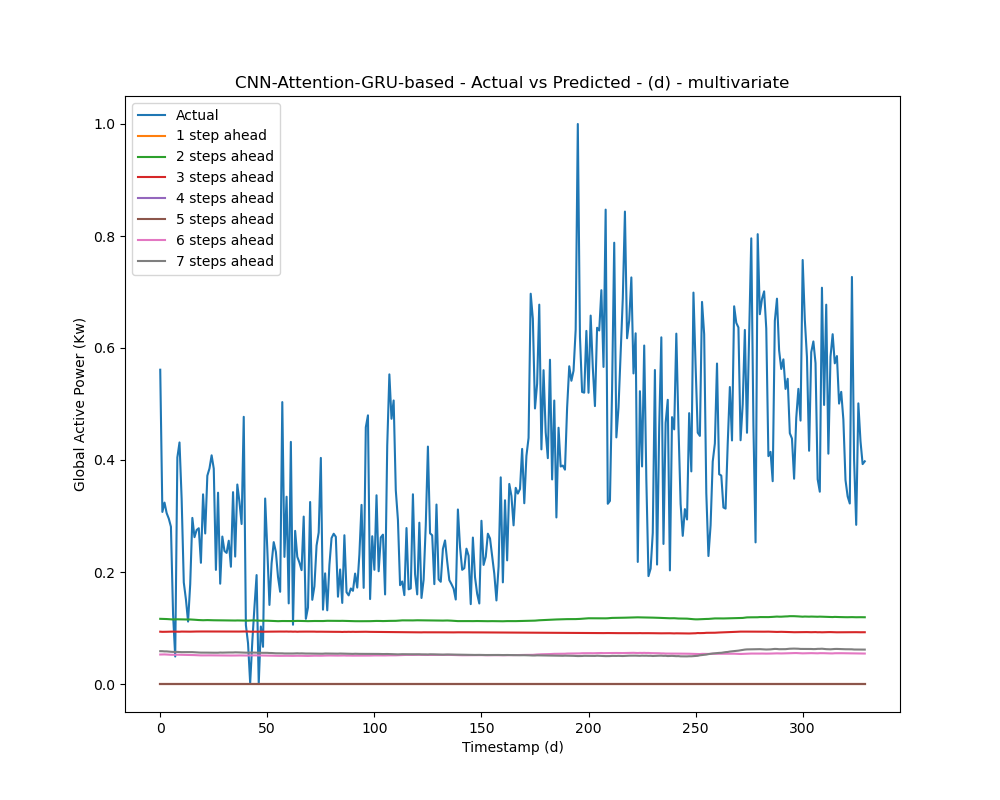 CNN-Attention-GRU-based - Actual vs Predicted - (d) - multivariate
Actual
1 step ahead
2 steps ahead
3 steps ahead
4 steps ahead
5 steps ahead
6 steps ahead
7 steps ahead
1.0
0.8
0.6
0.4
0.2
0.0
Global Active Power (Kw)
0 50 100 150 200 250 300
Timestamp (d)